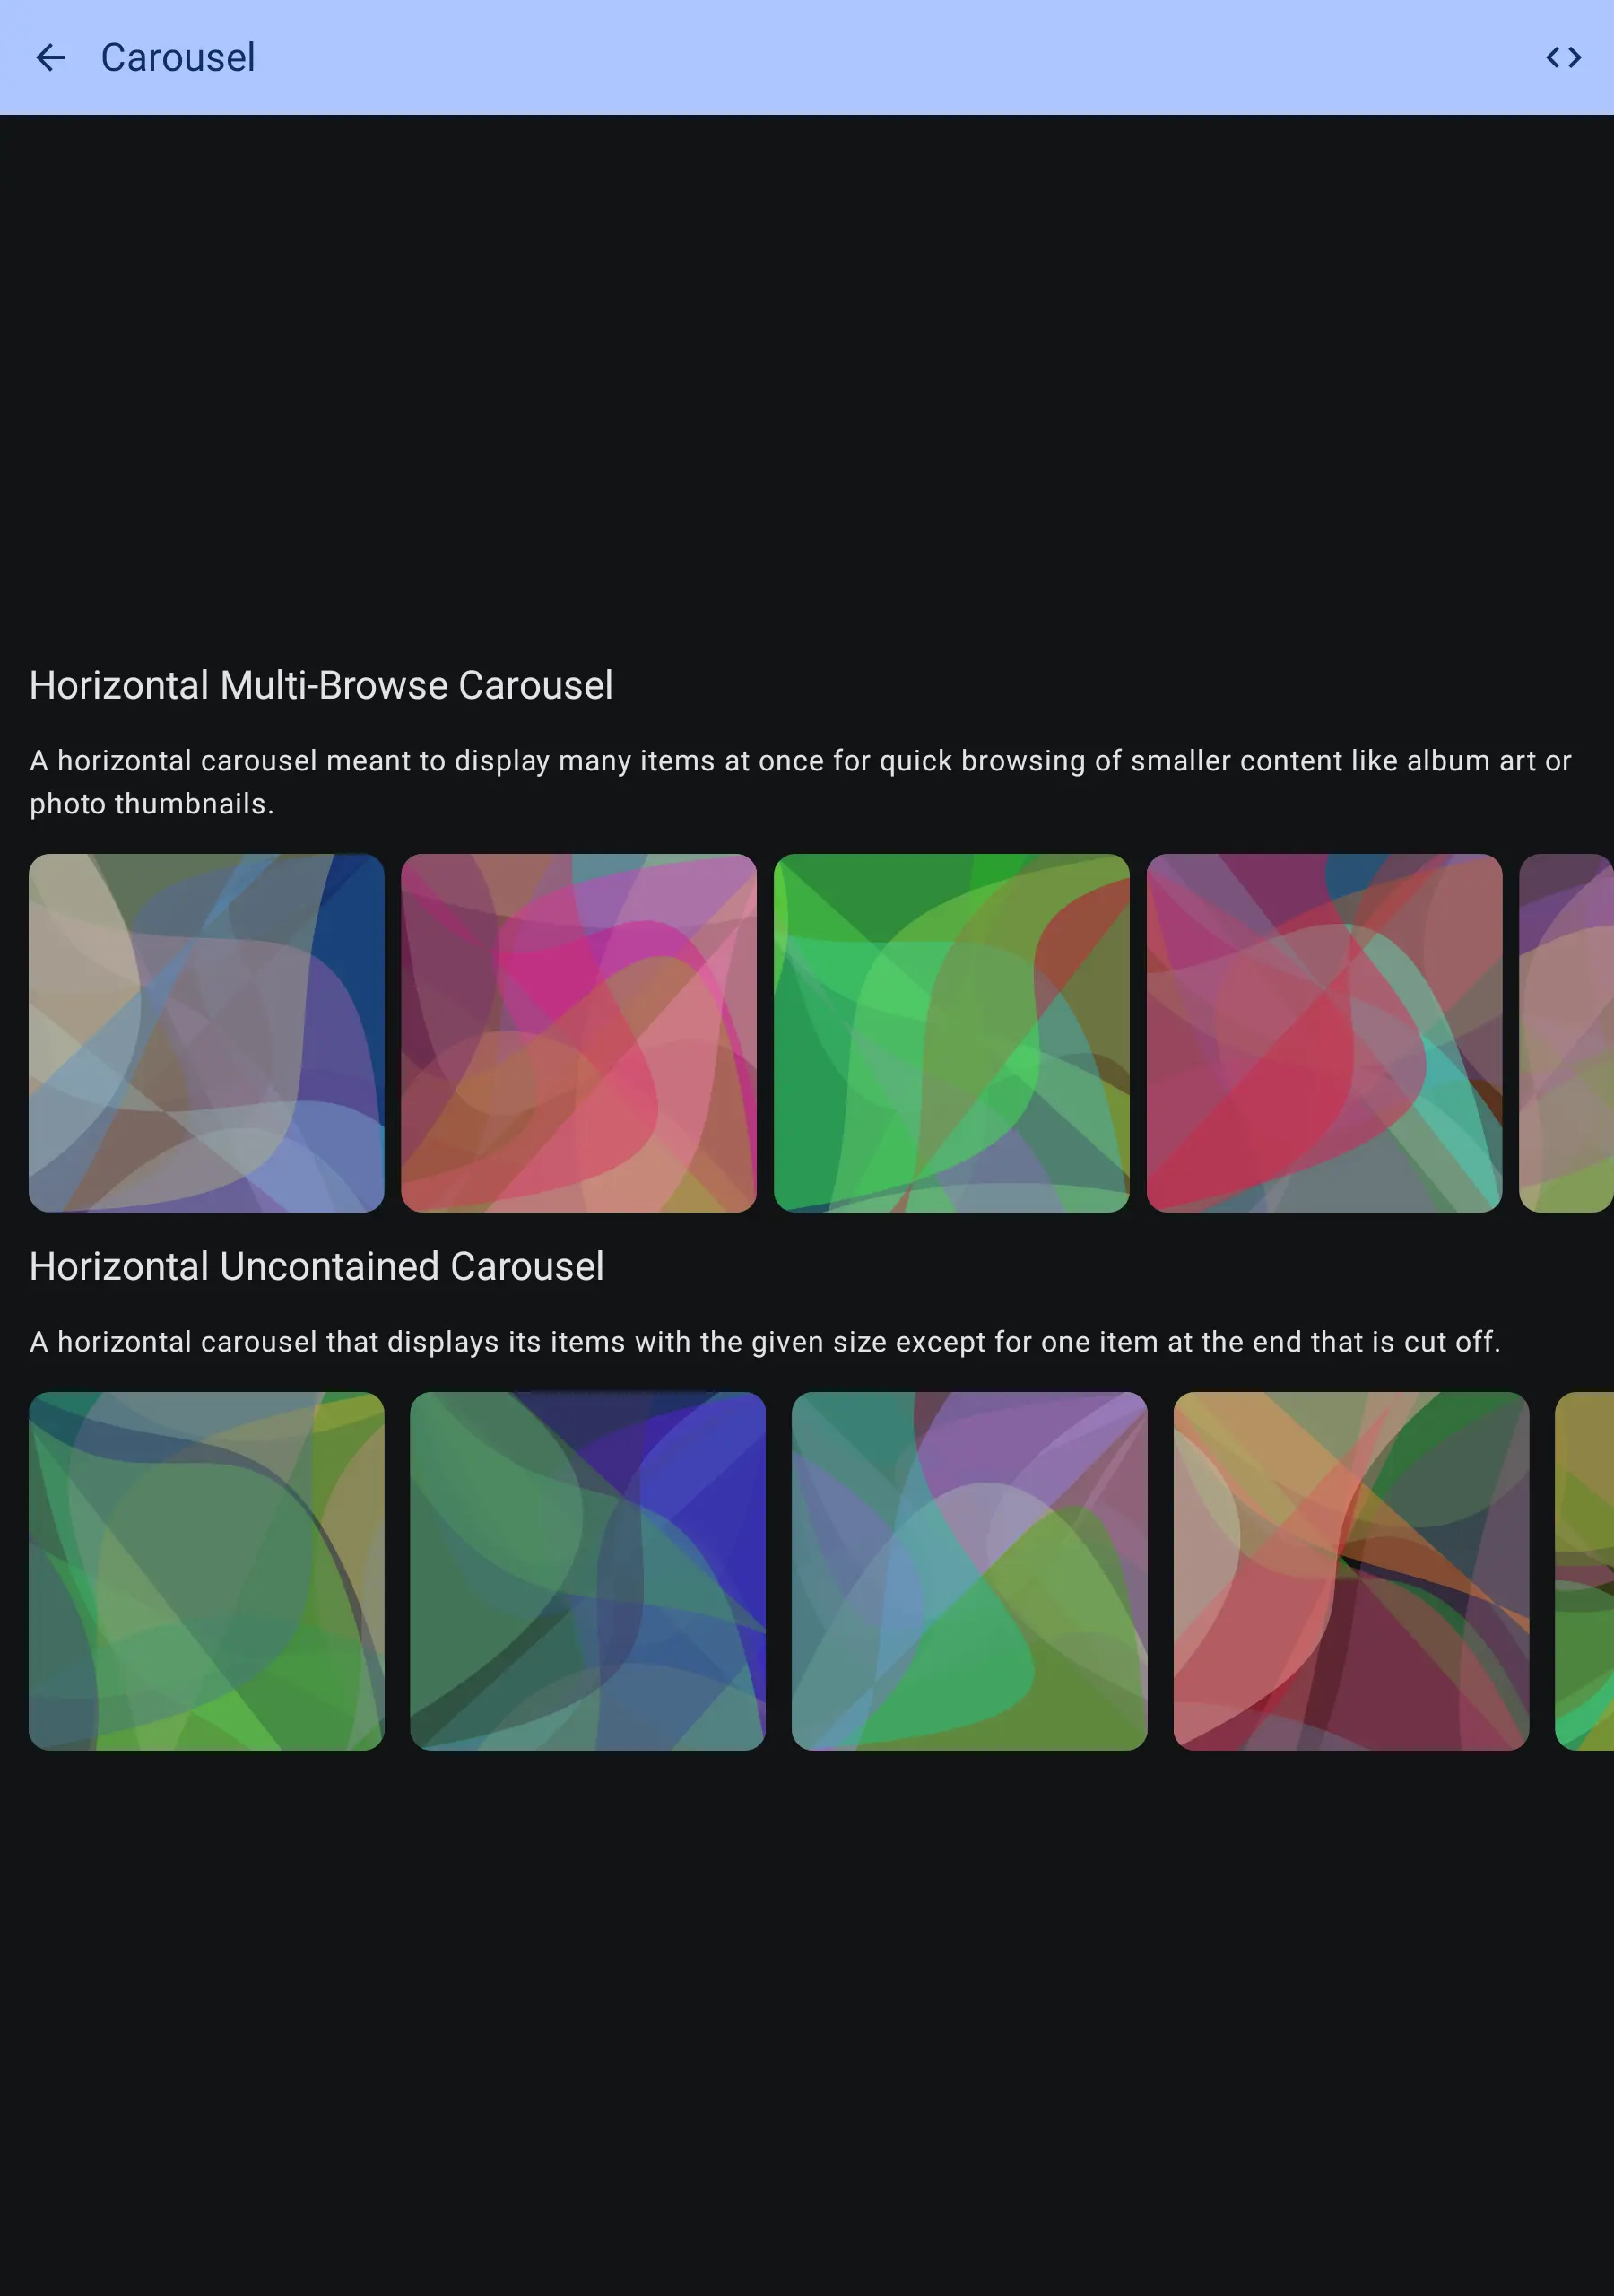 Carousel
Horizontal Multi-Browse Carousel
A horizontal carousel meant to display many items at once for quick browsing of smaller content like album art or
photo thumbnails.
Horizontal Uncontained Carousel
A horizontal carousel that displays its items with the given size except for one item at the end that is cut off.